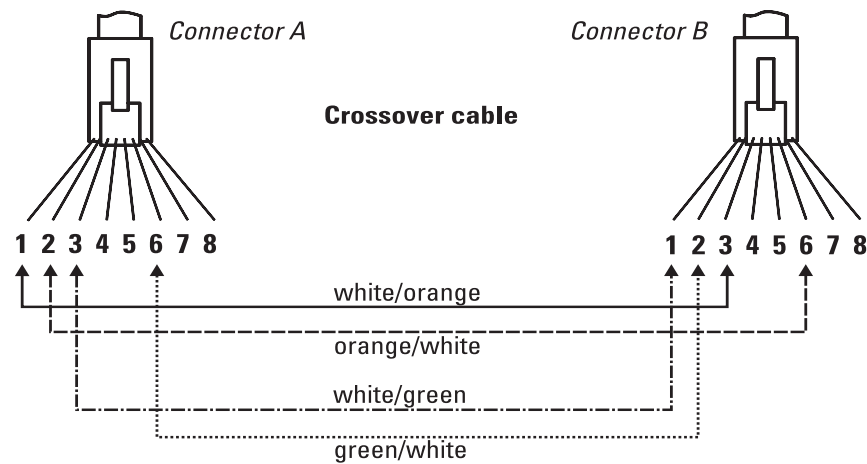 Connector A
Connector B
Crossover cable
1 2 3 4 5 6 7 8
1 2 3 4 5 6 7 8
white/orange
orange/white
white/green
green/white